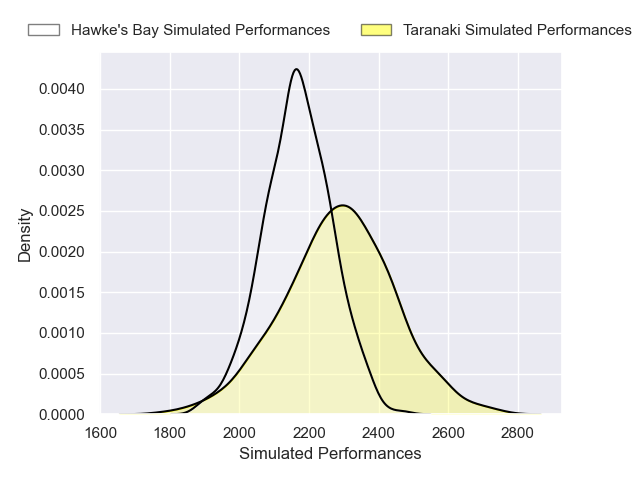 Hawke's Bay Simulated Performances
Taranaki Simulated Performances
0.0040
0.0035
0.0030
0.0025
0.0020
0.0015
0.0010
0.0005
0.0000
Density
1600 1800 2000 2200 2400 2600 2800
Simulated Performances